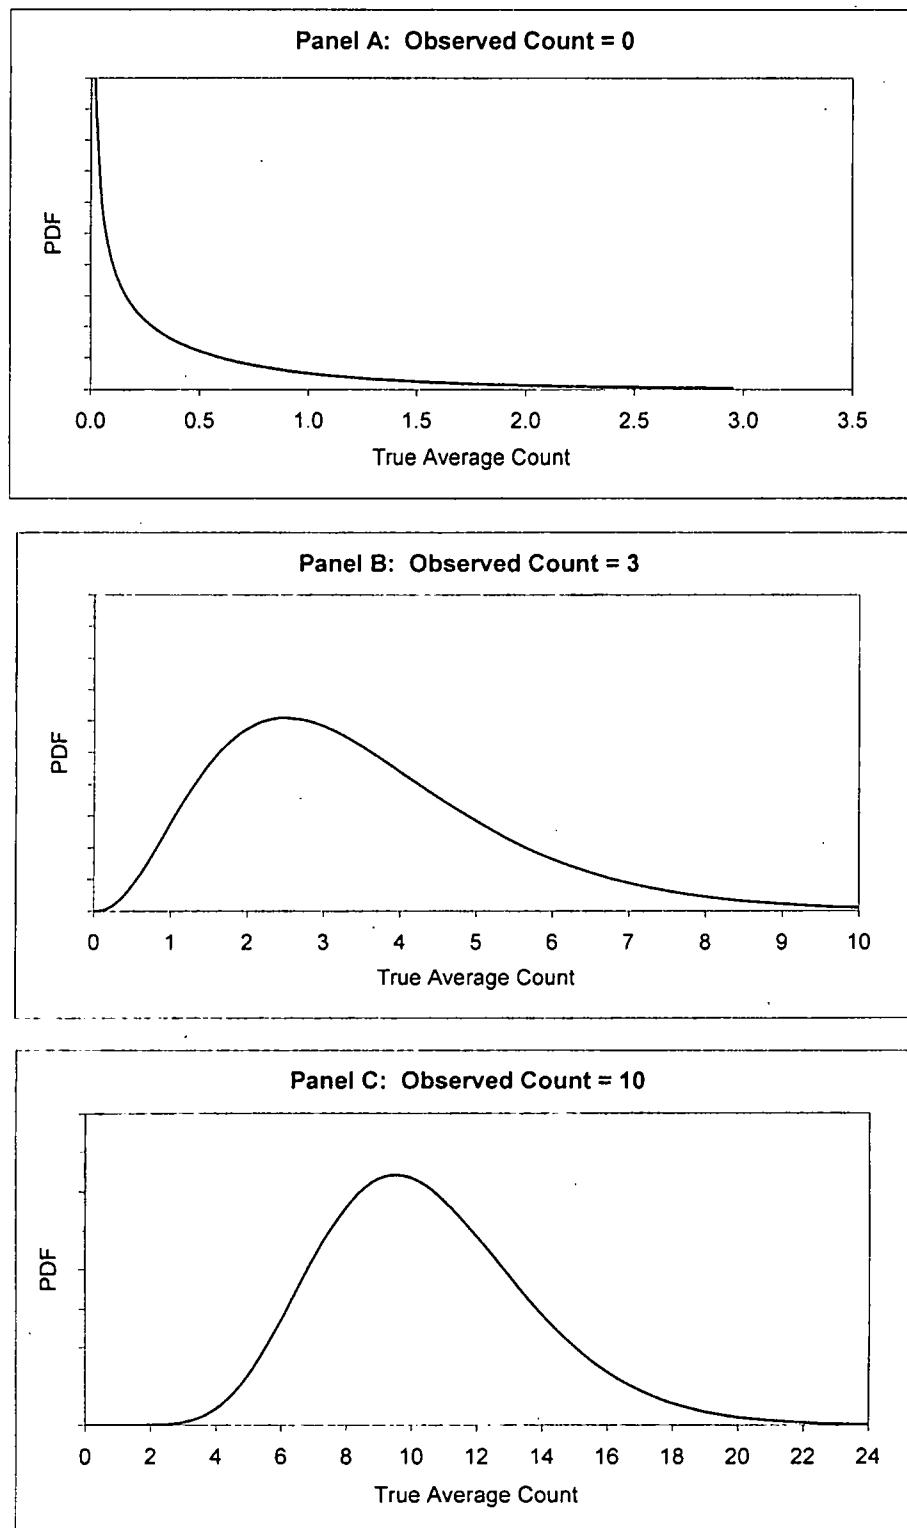 Panel A: Observed Count = 0
PDF
0.0 0.5 1.0 1.5 2.0 2.5 3.0 3.5
True Average Count
Panel B: Observed Count = 3
PDF
0 1 2 3 4 5 6 7 8 9 10
True Average Count
Panel C: Observed Count = 10
PDF
0 2 4 6 8 10 12 14 16 18 20 22 24
True Average Count